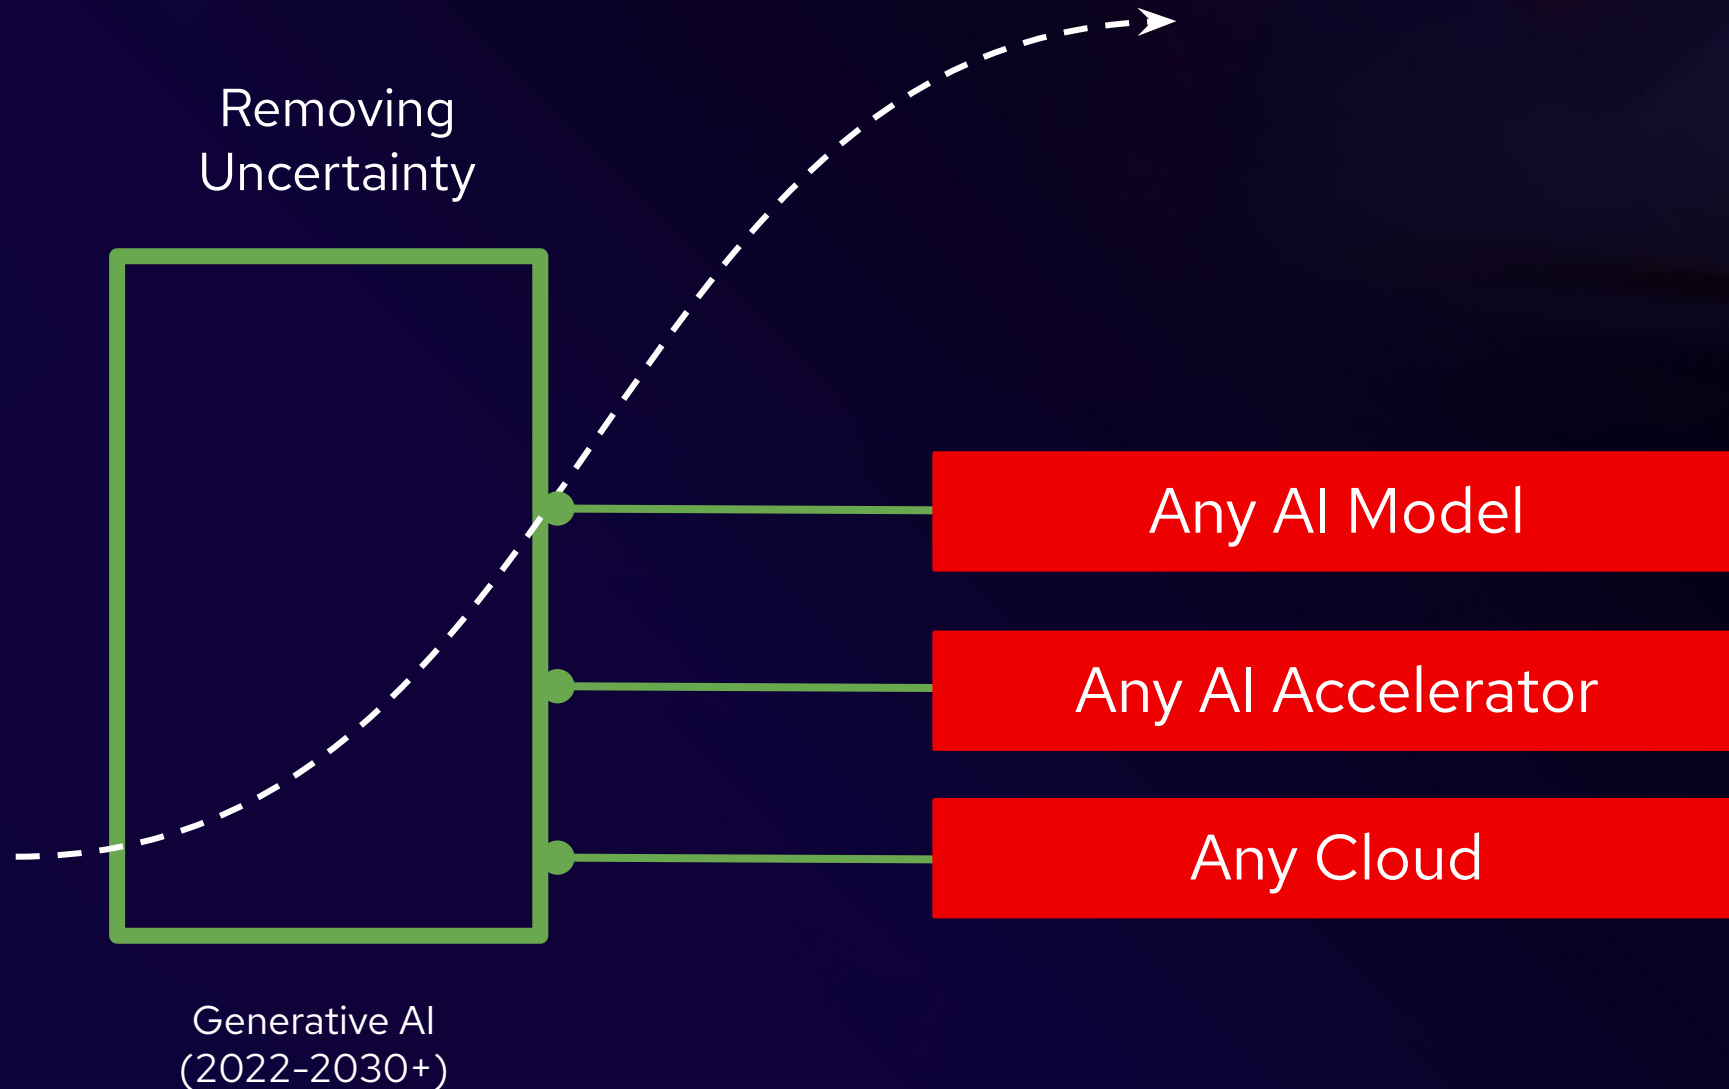 Removing
Uncertainty
Any AI Model
Any AI Accelerator
Any Cloud
Generative AI
(2022-2030+)